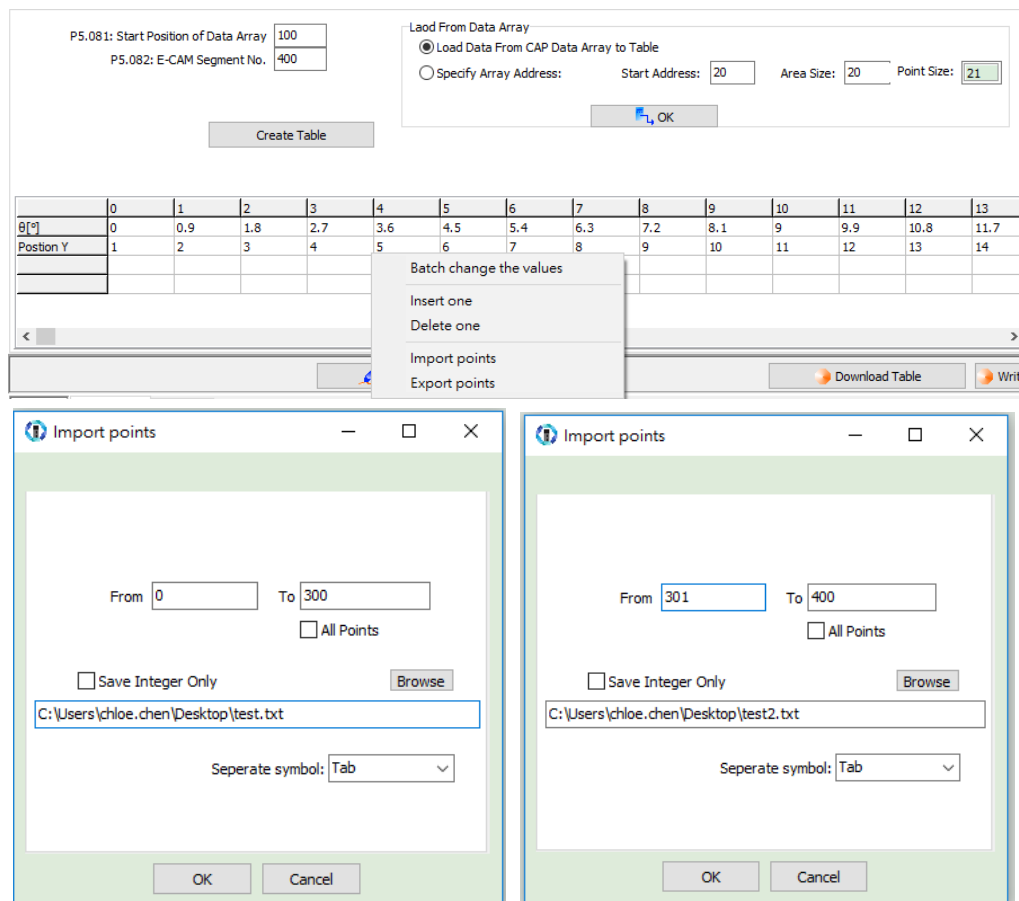 P5.081: Start Position of Data Array 100
P5.082: E-CAM Segment No. 400
Create Table
Laod From Data Array
Load Data From CAP Data Array to Table
Specify Array Address: Start Address: 20 Area Size: 20 Point Size: 21
OK
0 1 2 3 4 5 6 7 8 9 10 11 12 13
θ[°] 0 0.9 1.8 2.7 3.6 4.5 5.4 6.3 7.2 8.1 9 9.9 10.8 11.7
Postion Y 1 2 3 4 5 6 7 8 9 10 11 12 13 14
Batch change the values
Insert one
Delete one
Import points
Export points
Download Table
Writ
Import points
From 0 To 300
All Points
Save Integer Only Browse
C:\Users\chloe.chen\Desktop\test.txt
Seperate symbol: Tab
OK Cancel
Import points
From 301 To 400
All Points
Save Integer Only Browse
C:\Users\chloe.chen\Desktop\test2.txt
Seperate symbol: Tab
OK Cancel